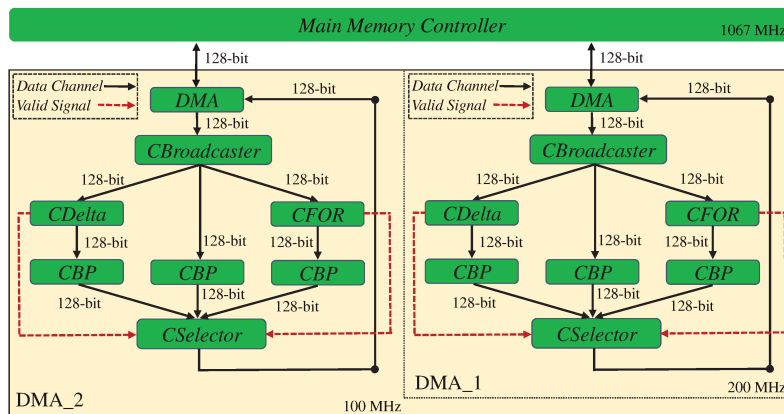 Main Memory Controller
1067 MHz
128-bit
128-bit
Data Channel
Valid Signal
128-bit
DMA
128-bit
CBroadcaster
128-bit
128-bit
128-bit
CDelta
CFOR
128-bit
128-bit
CBP
CBP
CBP
128-bit
128-bit
128-bit
CSelector
DMA_2
100 MHz
Data Channel
Valid Signal
128-bit
DMA
128-bit
CBroadcaster
128-bit
128-bit
128-bit
CDelta
CFOR
128-bit
128-bit
CBP
CBP
CBP
128-bit
128-bit
128-bit
CSelector
DMA_1
200 MHz